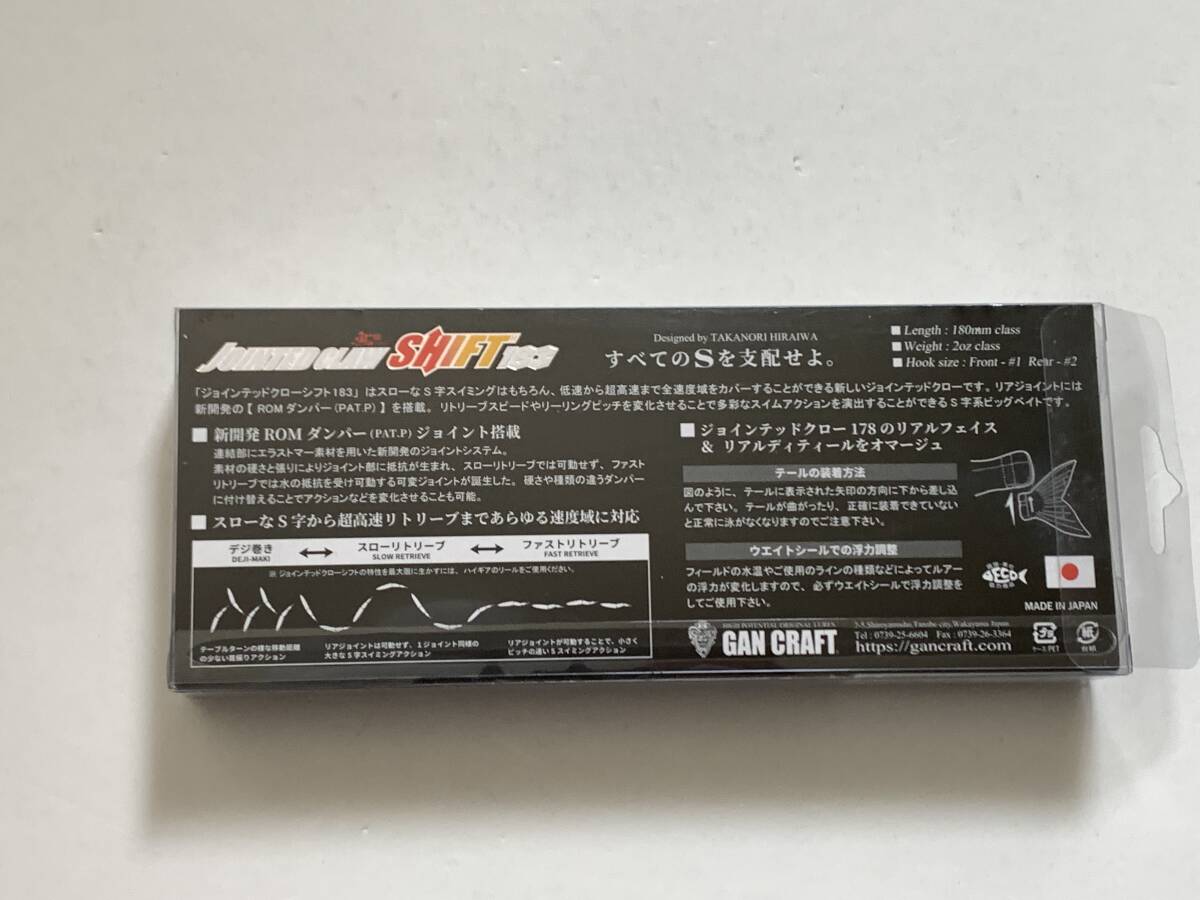 JOINTED CLAW SHIFT 183
Designed by TAKANORI HIRAIWA
すべてのSを支配せよ。
■ Length : 180mm class
■ Weight : 2oz class
■ Hook size : Front - #1 Rear - #2
「ジョインテッドクローシフト183」はスローなS字スイミングはもちろん、低速から超高速まで全速度域をカバーすることができる新しいジョインテッドクローです。リアジョイントには
新開発の【 ROMダンパー(PAT.P) 】を搭載。リトリーブスピードやリーリングピッチを変化させることで多彩なスイムアクションを演出することができるS字系ビッグベイトです。
■ 新開発ROMダンパー(PAT.P)ジョイント搭載
連結部にエラストマー素材を用いた新開発のジョイントシステム。
素材の硬さと張りによりジョイント部に抵抗が生まれ、スローリトリーブでは可動せず、ファスト
リトリーブでは水の抵抗を受け可動する可変ジョイントが誕生した。硬さや種類の違うダンパー
に付け替えることでアクションなどを変化させることも可能。
■ スローなS字から超高速リトリーブまであらゆる速度域に対応
デジ巻き スローリトリーブ ファストリトリーブ
DEJI-MAKI SLOW RETRIEVE FAST RETRIEVE
※ ジョインテッドクローシフトの特性を最大限に生かすには、ハイギアのリールをご使用ください。
テーブルターンの様な移動距離
の少ない首振りアクション
リアジョイントは可動せず、1ジョイント同様の
大きなS字スイミングアクション
リアジョイントが可動することで、小さく
ピッチの速いSスイミングアクション
■ ジョインテッドクロー178のリアルフェイス
& リアルディティールをオマージュ
テールの装着方法
図のように、テールに表示された矢印の方向に下から差し込
んで下さい。テールが曲がったり、正確に装着できていない
と正常に泳がなくなりますのでご注意下さい。
ウエイトシールでの浮力調整
フィールドの水温やご使用のラインの種類などによってルアー
の浮力が変化しますので、必ずウエイトシールで浮力調整を
してご使用下さい。
ECO
MADE IN JAPAN
HIGH POTENTIAL ORIGINAL LURES
GAN CRAFT
Tel : 0739-25-6604 Fax : 0739-26-3364
https://gancraft.com
ケース:PET
紙
台紙